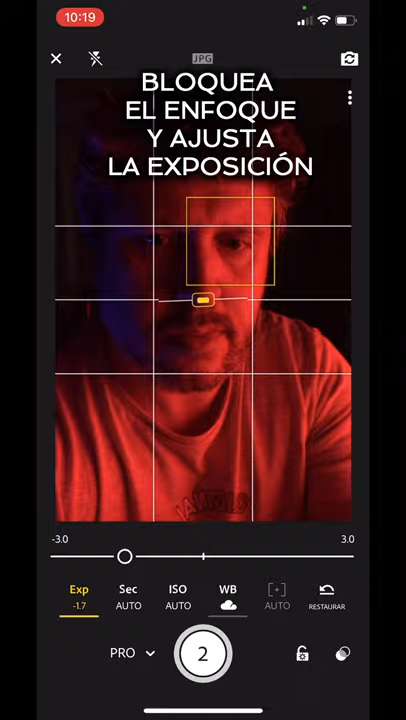 10:19
JPG
BLOQUEA
EL ENFOQUE
Y AJUSTA
LA EXPOSICIÓN
-3.0 3.0
Exp Sec ISO WB [+]
-1.7 AUTO AUTO AUTO RESTAURAR
PRO 2